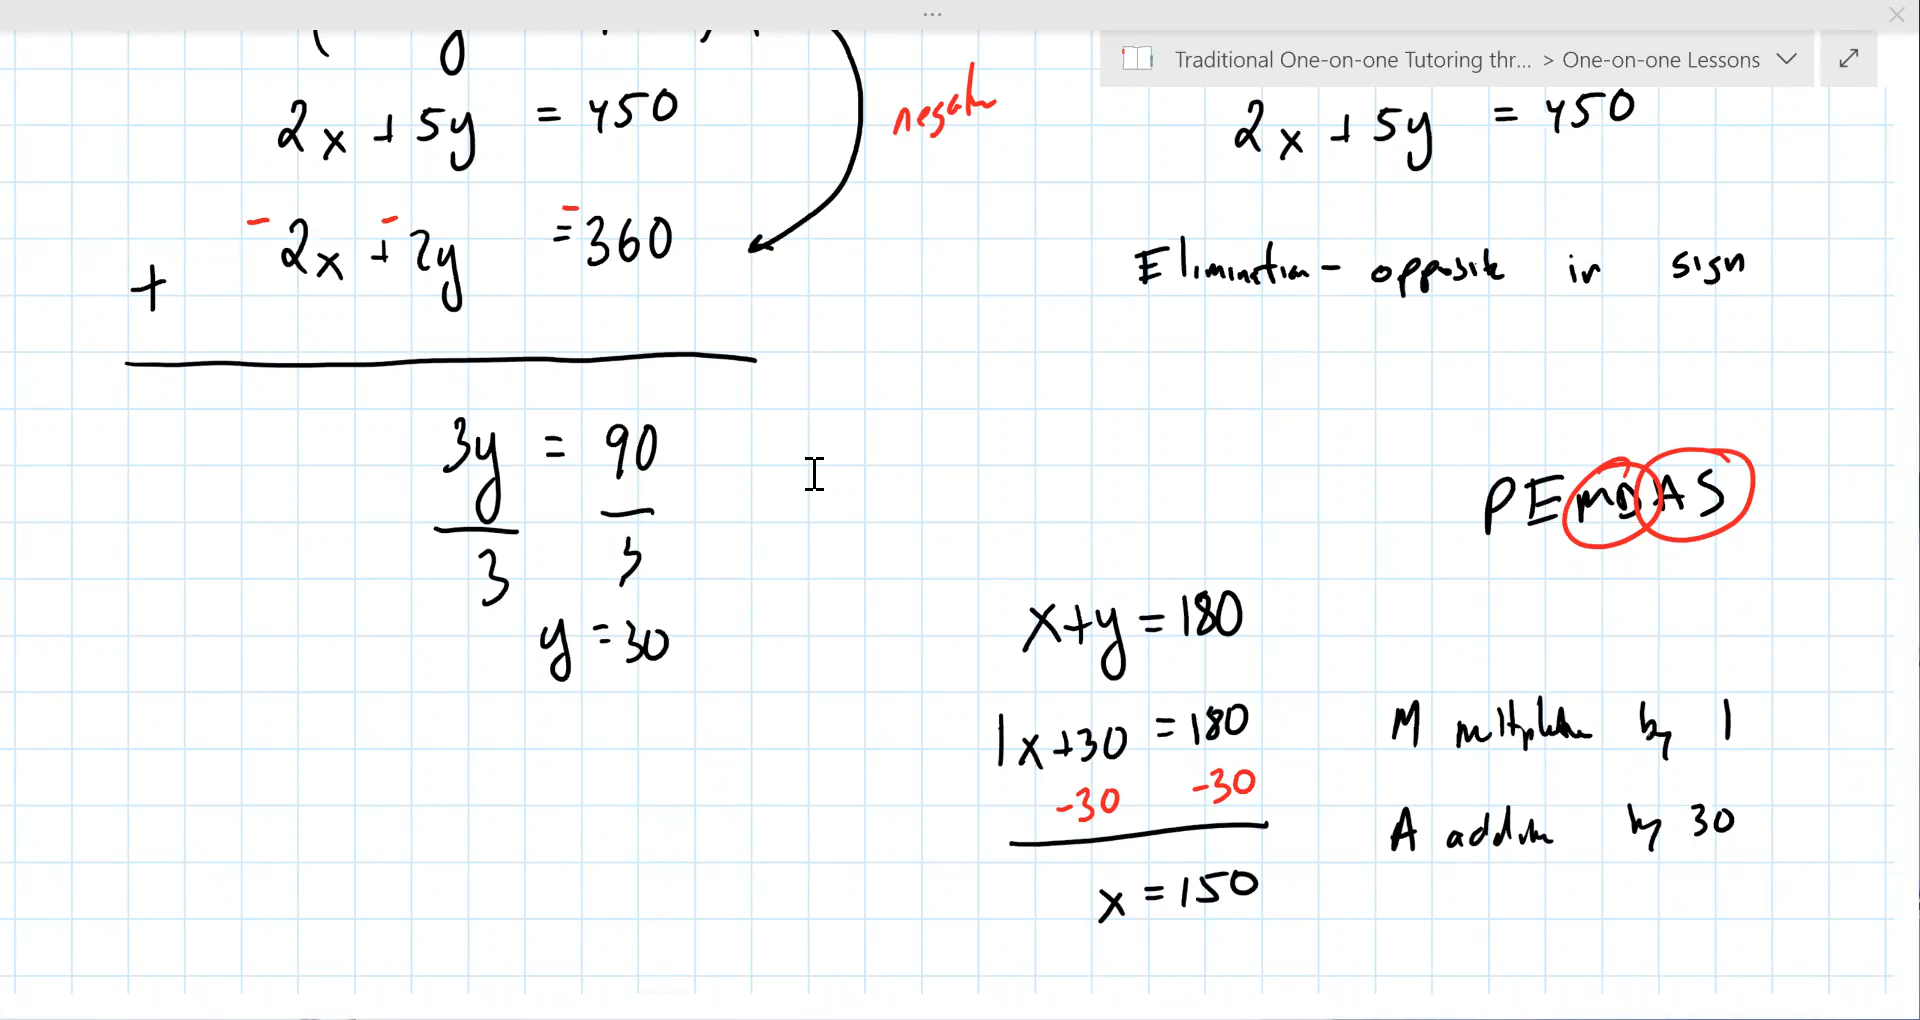 Traditional One-on-one Tutoring thr... > One-on-one Lessons
2x + 5y = 450
negative
- 2x + - 2y = - 360
+
3y = 90
3 3
y = 30
2x + 5y = 450
Elimination - opposite in sign
PEMDAS
x + y = 180
1x + 30 = 180
-30 -30
x = 150
M multiplication by 1
A addition by 30